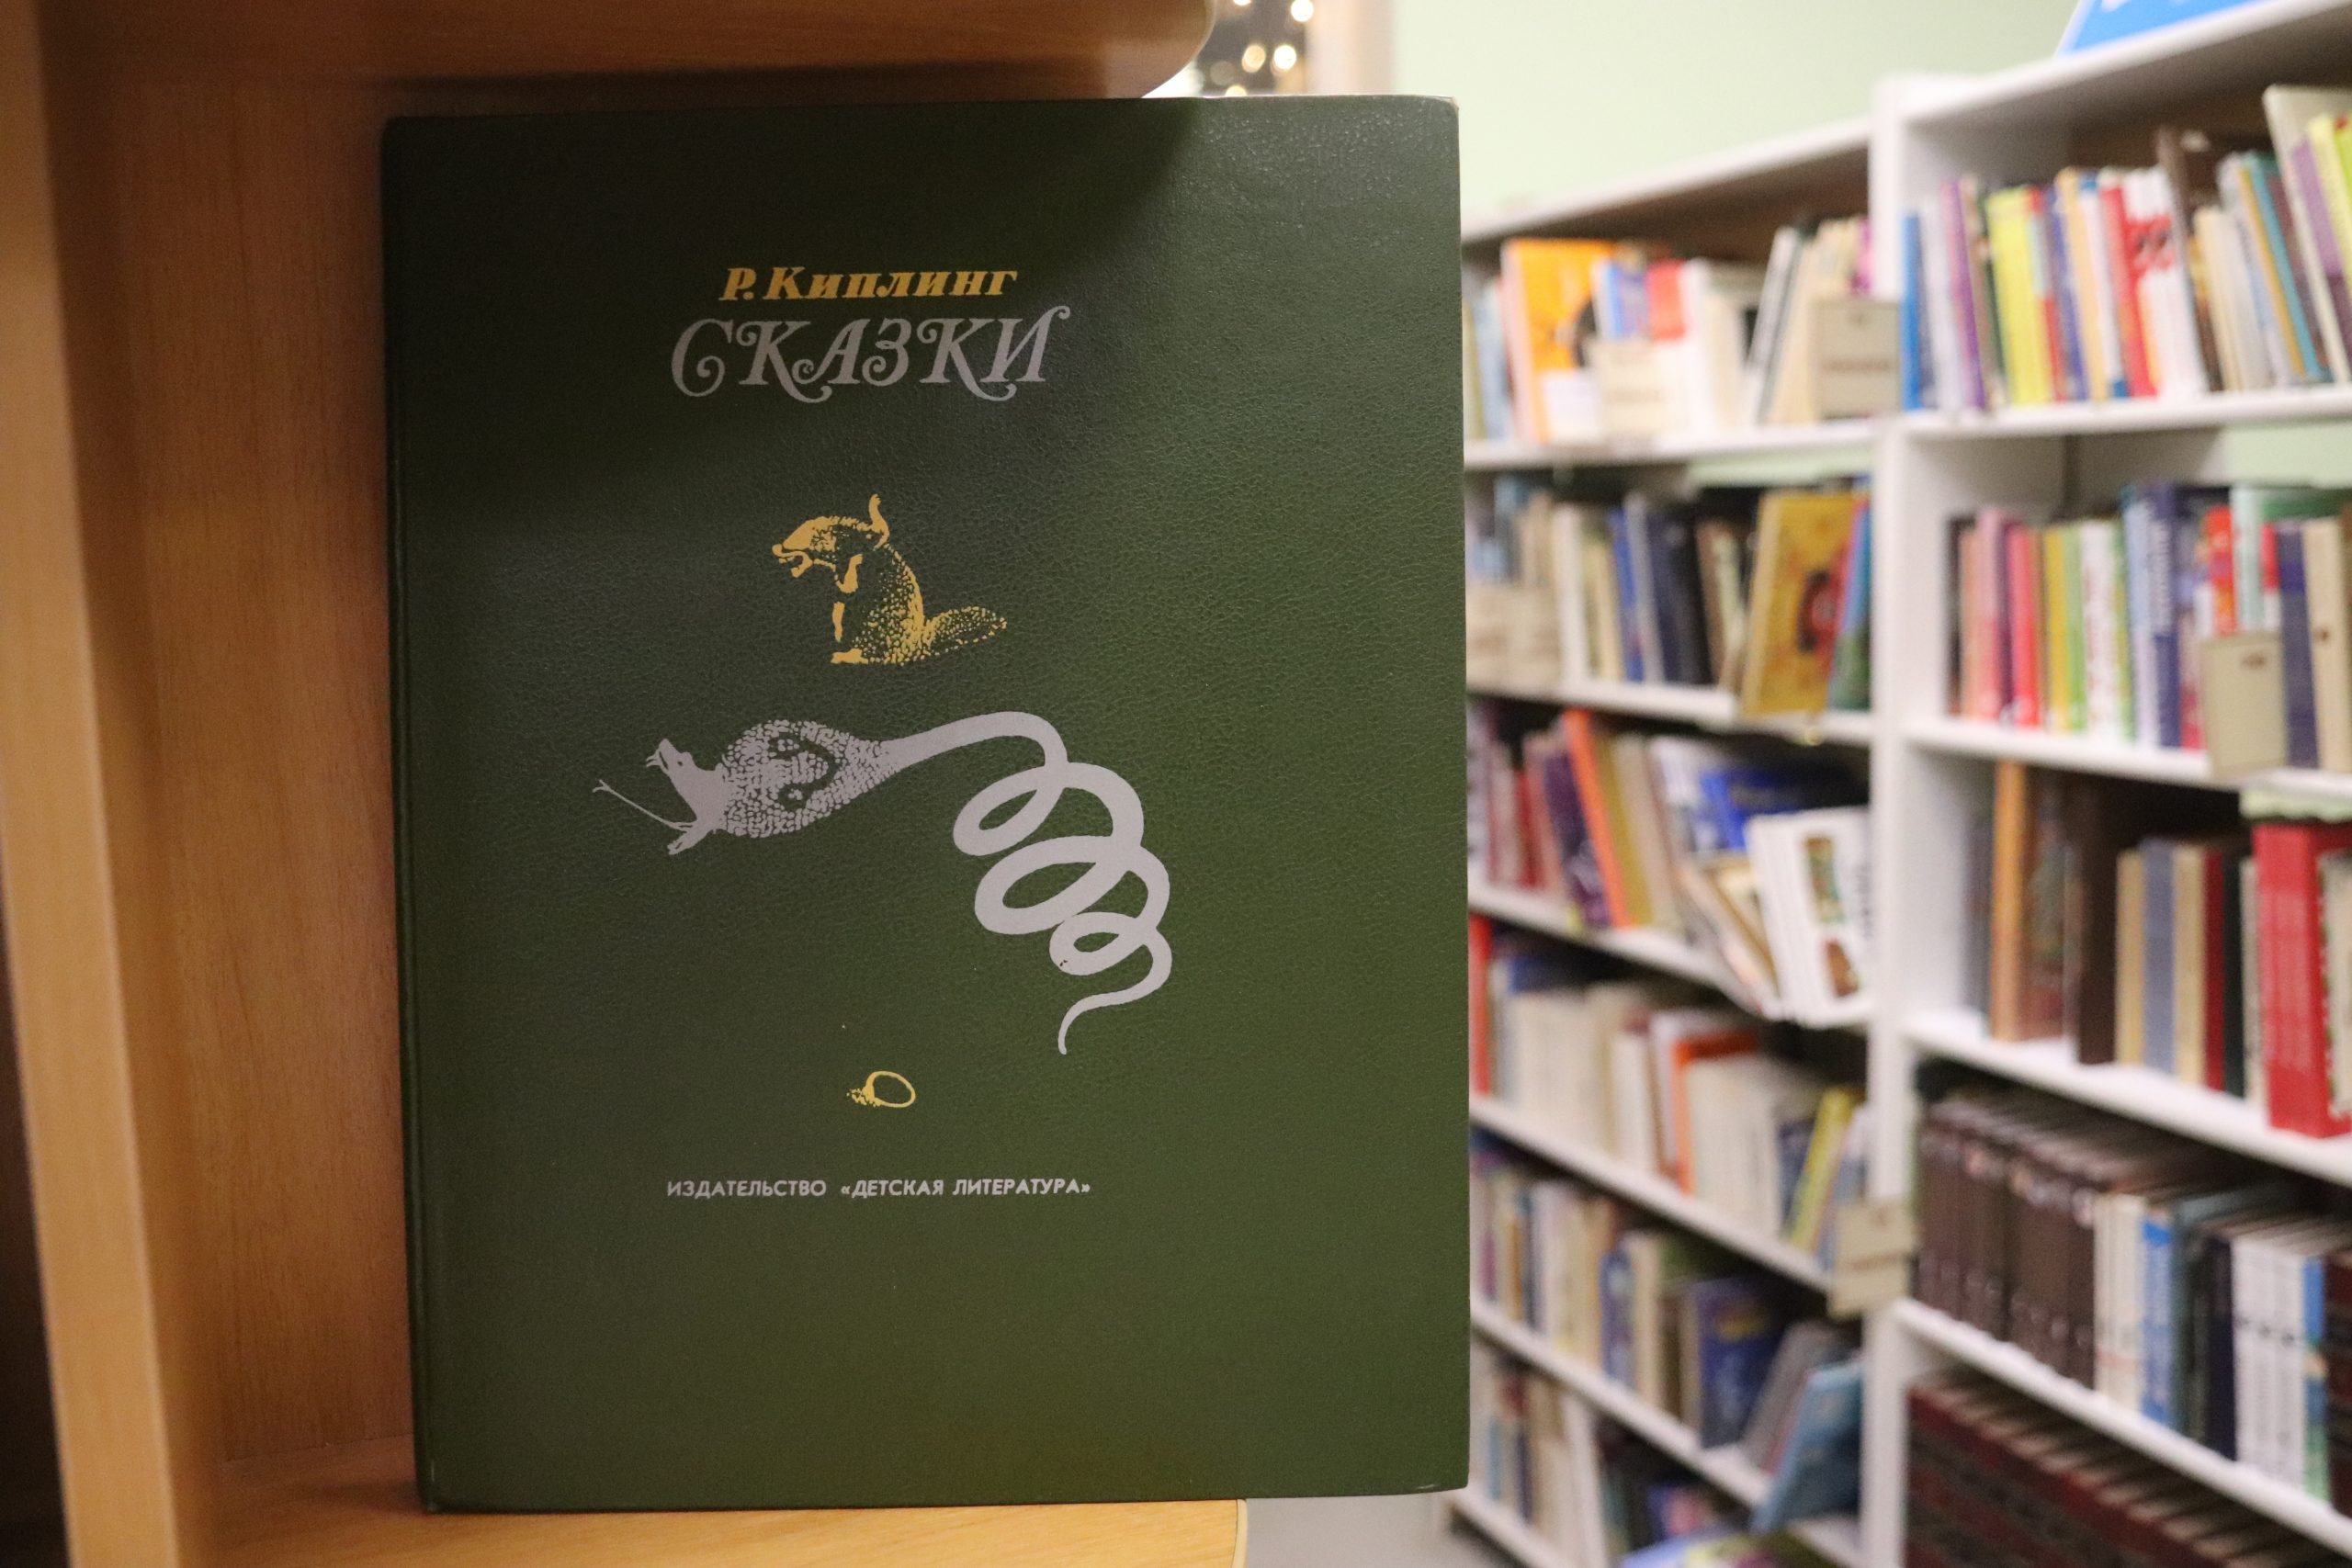 Р. Киплинг
СКАЗКИ
ИЗДАТЕЛЬСТВО «ДЕТСКАЯ ЛИТЕРАТУРА»